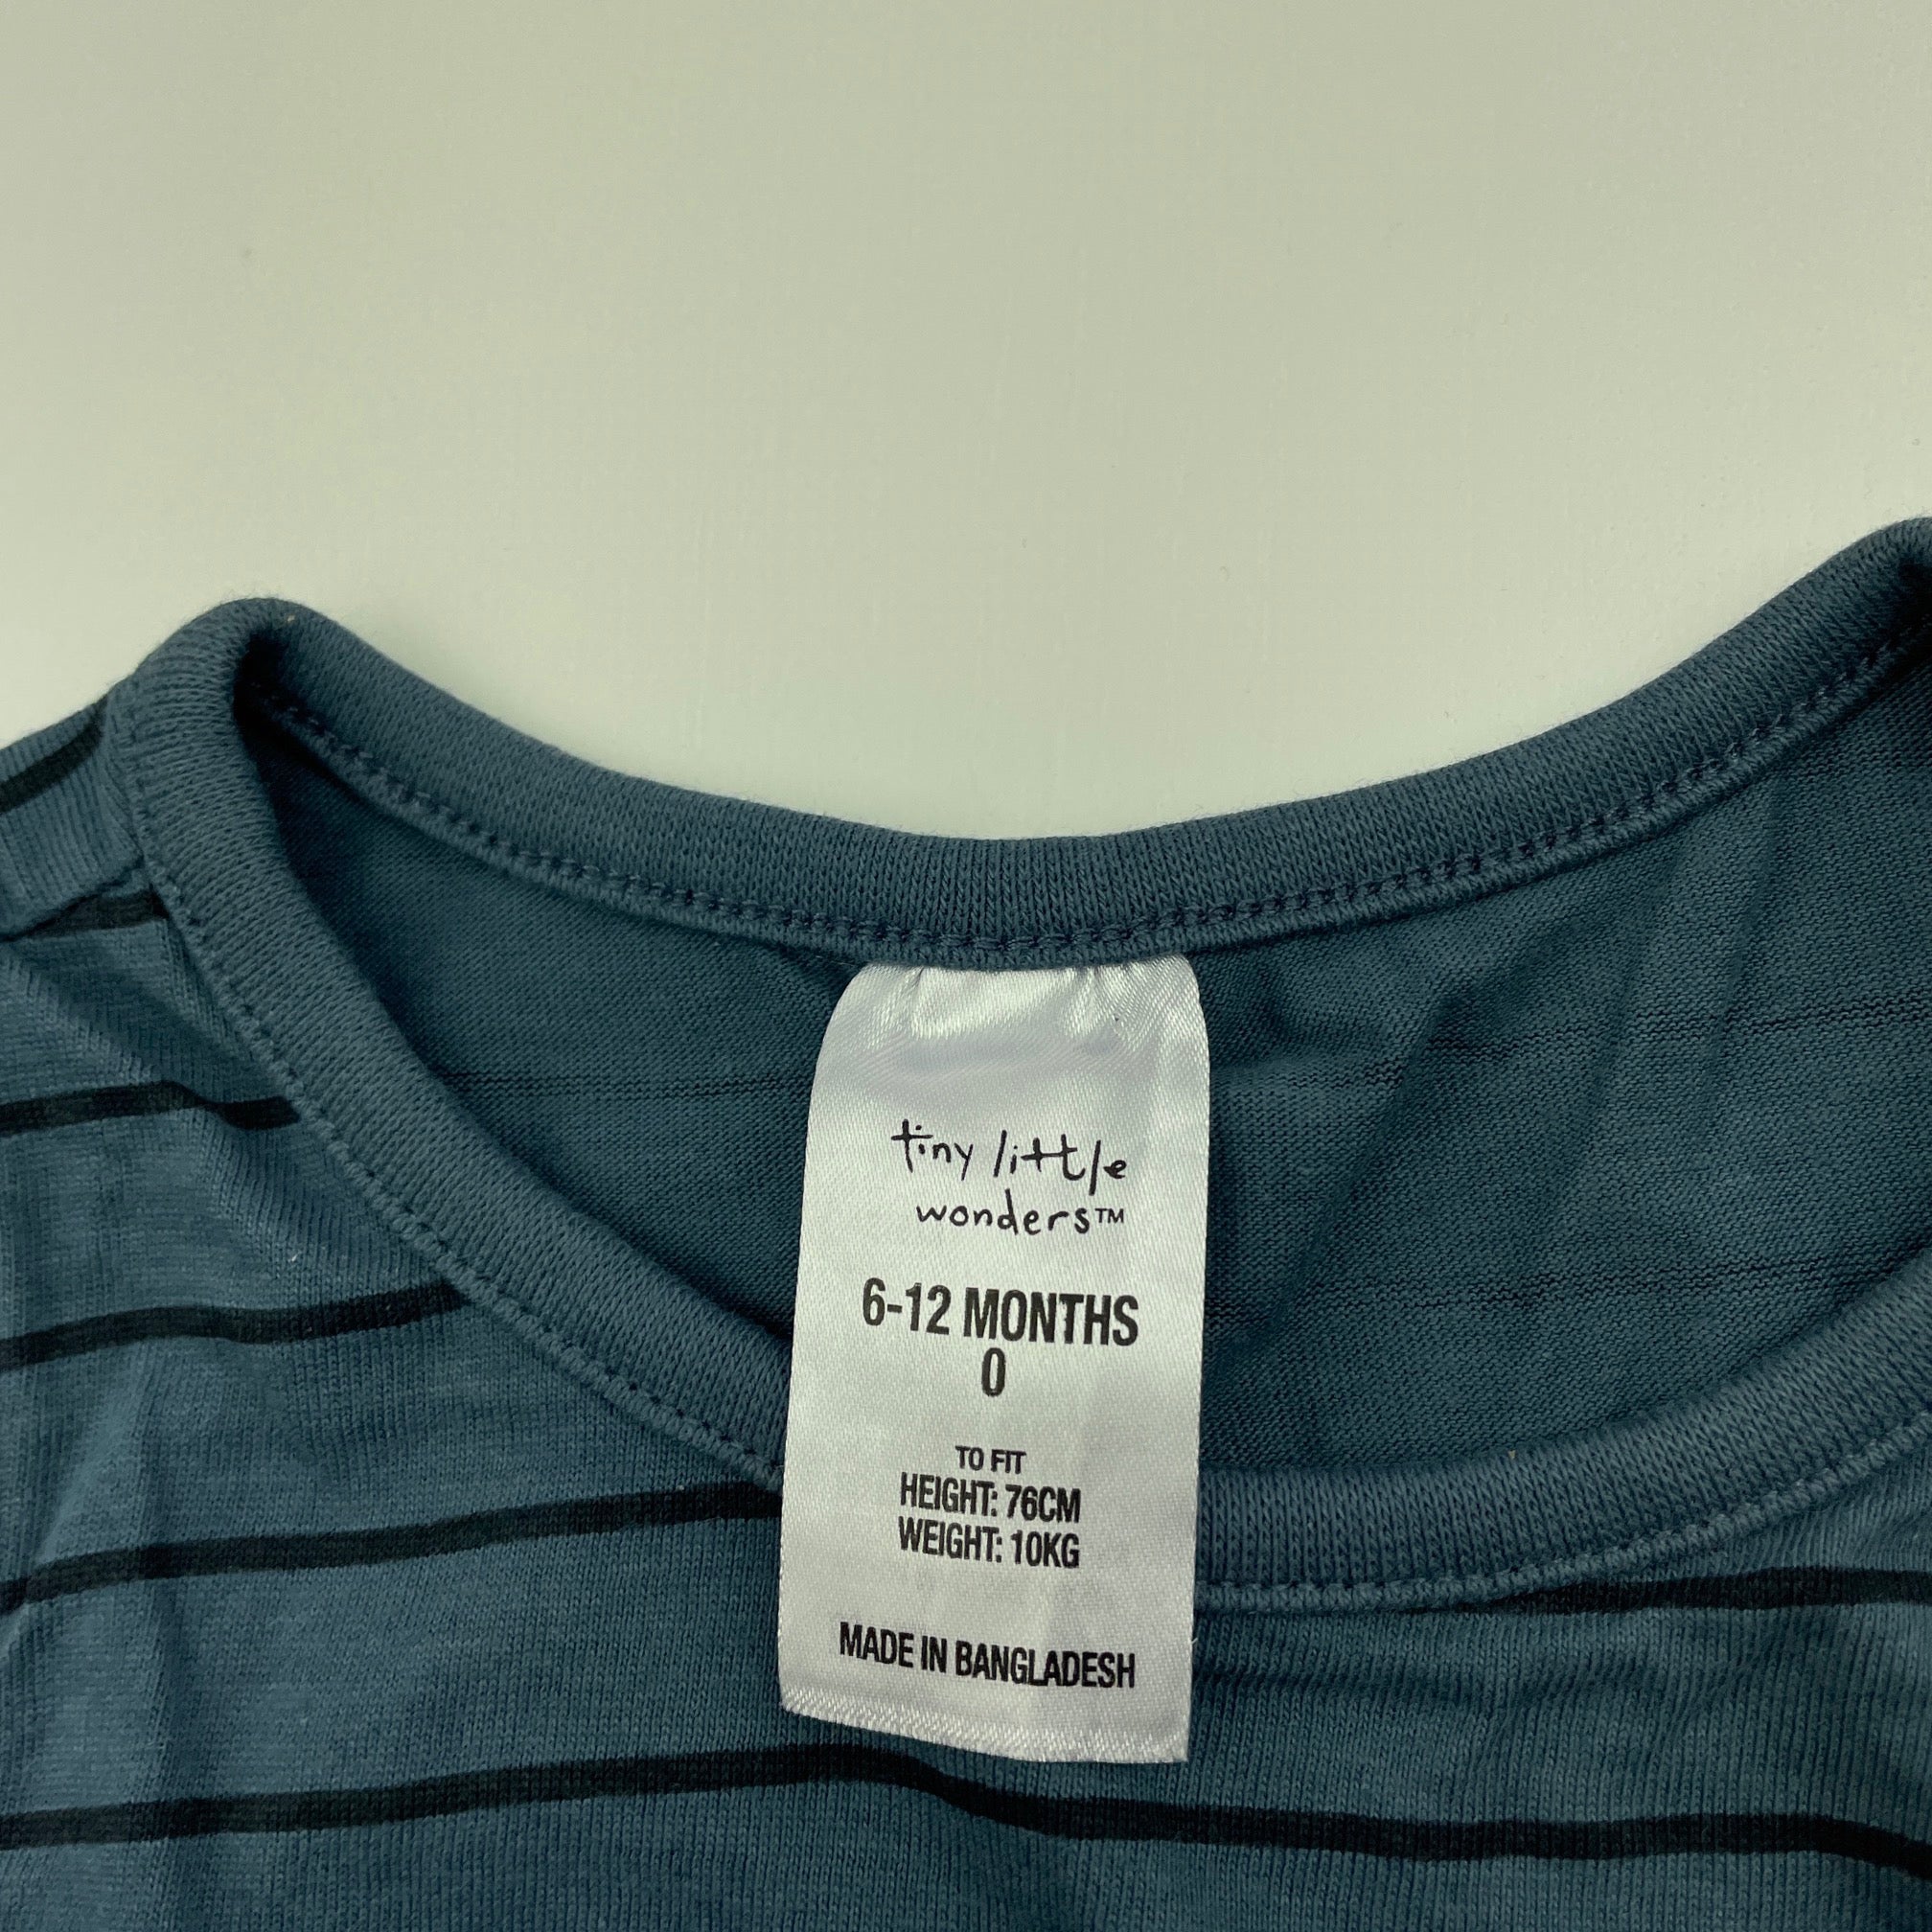 tiny little
wonders™
6-12 MONTHS
0
TO FIT
HEIGHT: 76CM
WEIGHT: 10KG
MADE IN BANGLADESH